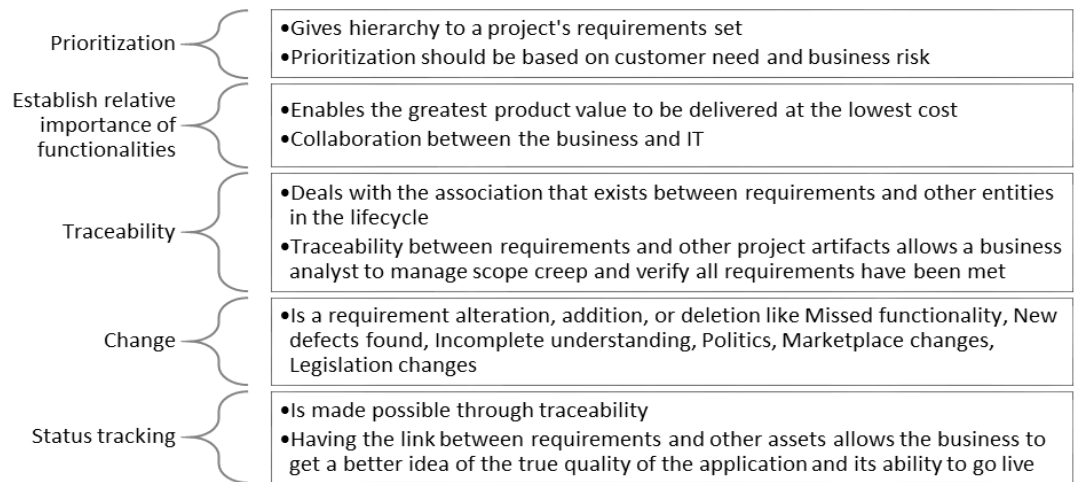 Prioritization
•Gives hierarchy to a project's requirements set
•Prioritization should be based on customer need and business risk
Establish relative
importance of
functionalities
•Enables the greatest product value to be delivered at the lowest cost
•Collaboration between the business and IT
Traceability
•Deals with the association that exists between requirements and other entities
in the lifecycle
•Traceability between requirements and other project artifacts allows a business
analyst to manage scope creep and verify all requirements have been met
Change
•Is a requirement alteration, addition, or deletion like Missed functionality, New
defects found, Incomplete understanding, Politics, Marketplace changes,
Legislation changes
Status tracking
•Is made possible through traceability
•Having the link between requirements and other assets allows the business to
get a better idea of the true quality of the application and its ability to go live